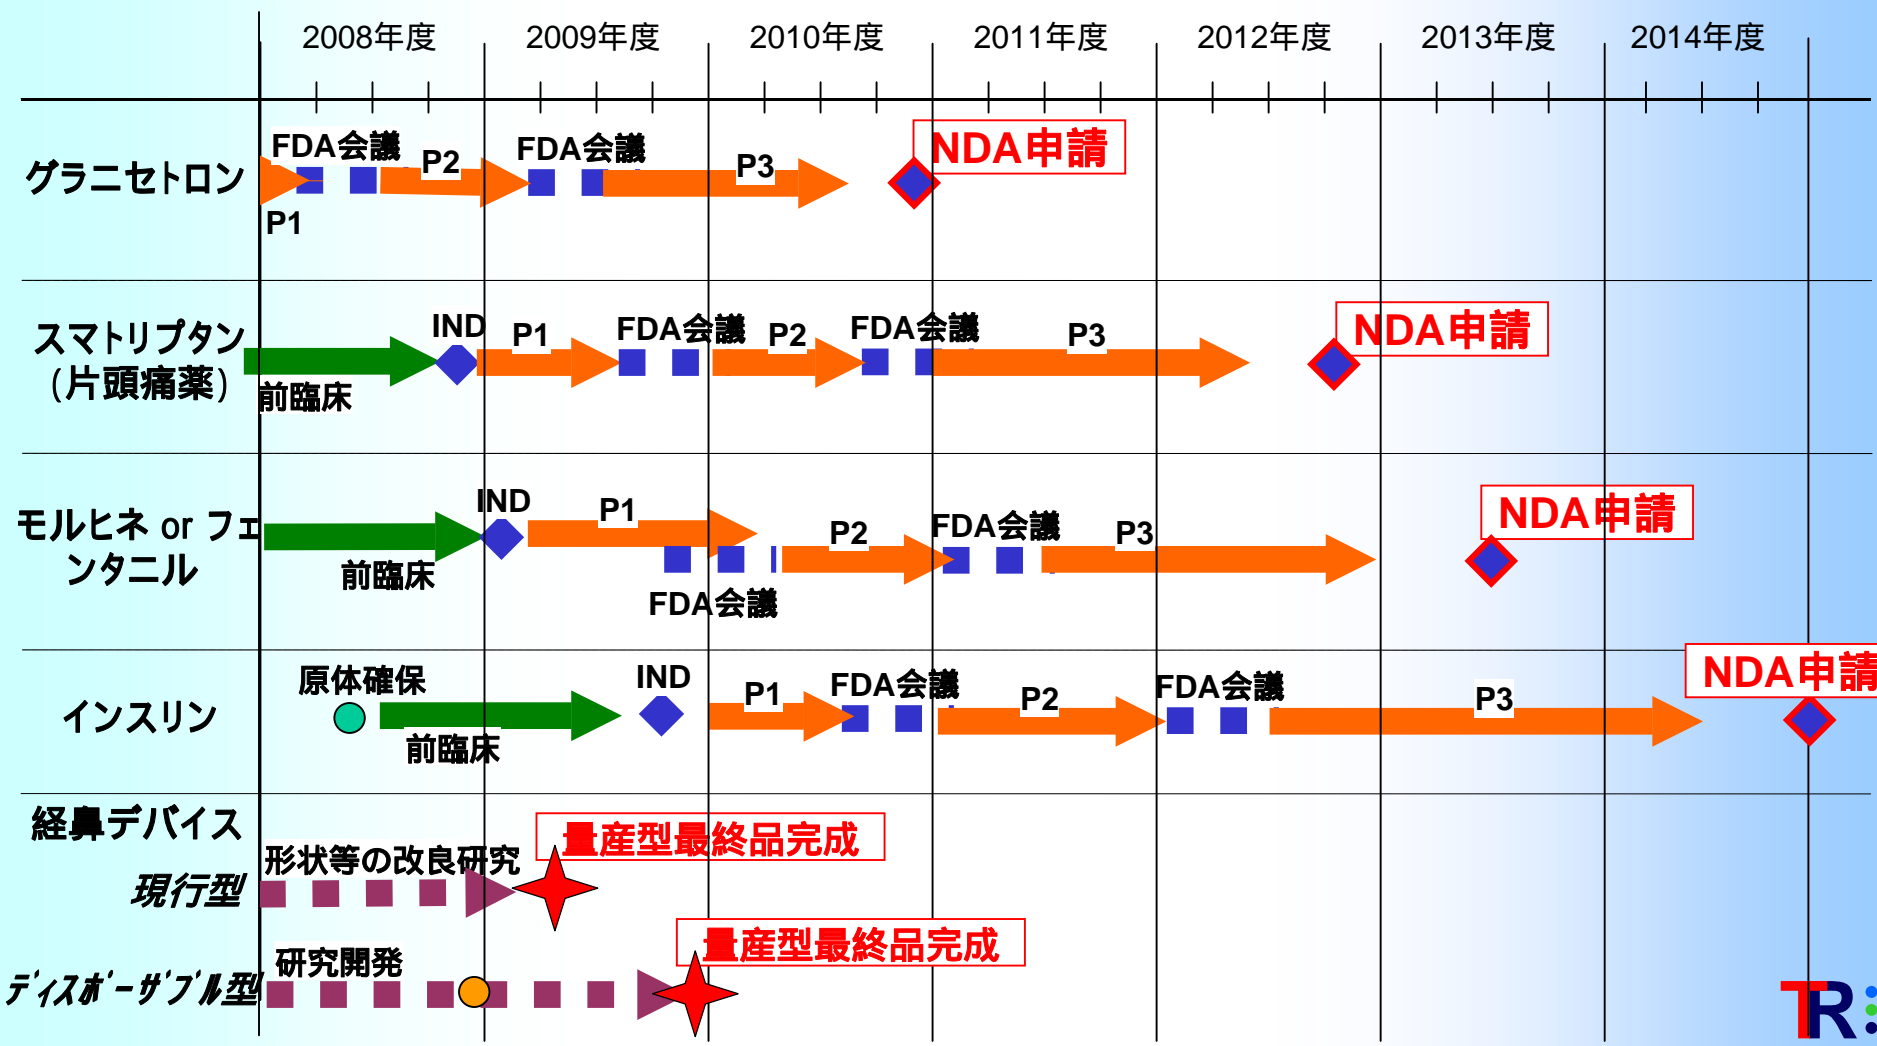 2008年度 2009年度 2010年度 2011年度 2012年度 2013年度 2014年度
グラニセトロン
FDA会議 P2 FDA会議 P3 NDA申請
P1
スマトリプタン
(片頭痛薬)
IND P1 FDA会議 P2 FDA会議 P3 NDA申請
前臨床
モルヒネ or フェ
ンタニル
IND P1 P2 FDA会議 P3 NDA申請
前臨床
FDA会議
インスリン
原体確保 IND P1 FDA会議 P2 FDA会議 P3 NDA申請
前臨床
経鼻デバイス
現行型
形状等の改良研究
量産型最終品完成
ディスポーザブル型
研究開発
量産型最終品完成
TR